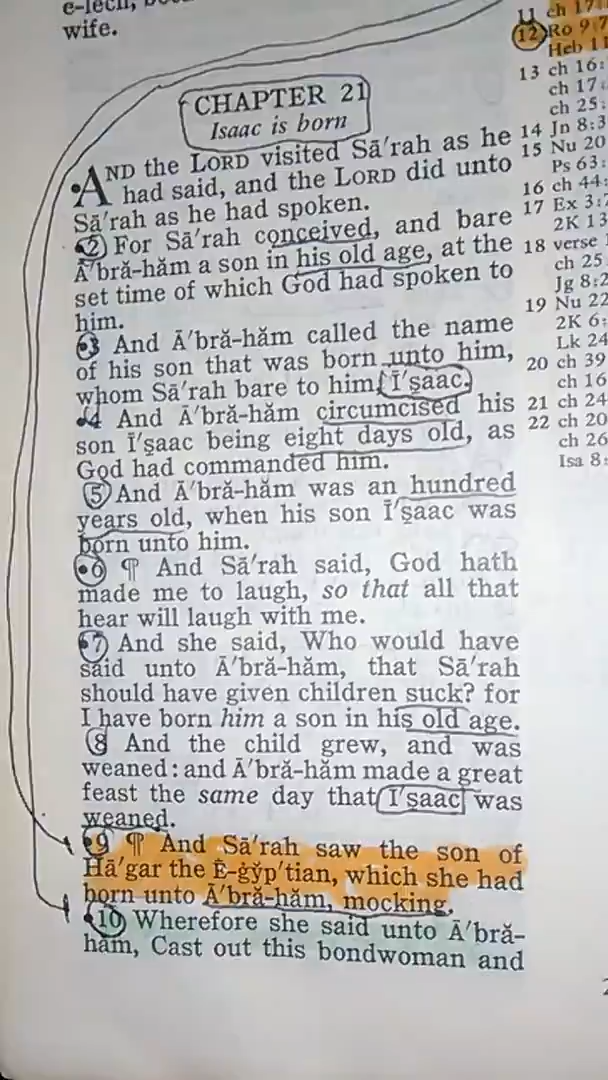 wife.
CHAPTER 21
Isaac is born
AND the LORD visited Sā′rah as he
had said, and the LORD did unto
Sā′rah as he had spoken.
2 For Sā′rah conceived, and bare
Ā′bră-hăm a son in his old age, at the
set time of which God had spoken to
him.
3 And Ā′bră-hăm called the name
of his son that was born unto him,
whom Sā′rah bare to him, Ī′ṣaac.
4 And Ā′bră-hăm circumcised his
son Ī′ṣaac being eight days old, as
God had commanded him.
5 And Ā′bră-hăm was an hundred
years old, when his son Ī′ṣaac was
born unto him.
6 ¶ And Sā′rah said, God hath
made me to laugh, so that all that
hear will laugh with me.
7 And she said, Who would have
said unto Ā′bră-hăm, that Sā′rah
should have given children suck? for
I have born him a son in his old age.
8 And the child grew, and was
weaned: and Ā′bră-hăm made a great
feast the same day that Ī′ṣaac was
weaned.
9 ¶ And Sā′rah saw the son of
Hā′gar the Ē-ġy̆p′tian, which she had
born unto Ā′bră-hăm, mocking.
10 Wherefore she said unto Ā′bră-
hăm, Cast out this bondwoman and
11 ch 17:
12 Ro 9:7
Heb 11
13 ch 16:
ch 17:
ch 25:
14 Jn 8:3
15 Nu 20
Ps 63:
16 ch 44:
17 Ex 3:7
2K 13
18 verse
ch 25
Jg 8:2
19 Nu 22
2K 6:
Lk 24
20 ch 39
ch 16
21 ch 24
22 ch 20
ch 26
Isa 8: